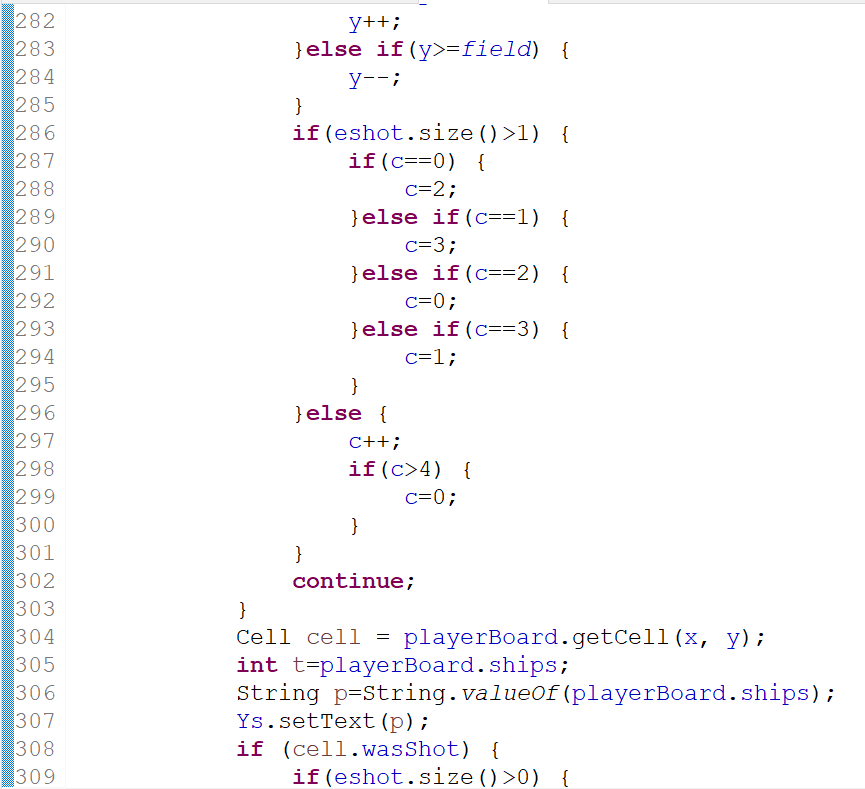 282 y++;
283 }else if(y>=field) {
284 y--;
285 }
286 if(eshot.size()>1) {
287 if(c==0) {
288 c=2;
289 }else if(c==1) {
290 c=3;
291 }else if(c==2) {
292 c=0;
293 }else if(c==3) {
294 c=1;
295 }
296 }else {
297 c++;
298 if(c>4) {
299 c=0;
300 }
301 }
302 continue;
303 }
304 Cell cell = playerBoard.getCell(x, y);
305 int t=playerBoard.ships;
306 String p=String.valueOf(playerBoard.ships);
307 Ys.setText(p);
308 if (cell.wasShot) {
309 if(eshot.size()>0) {